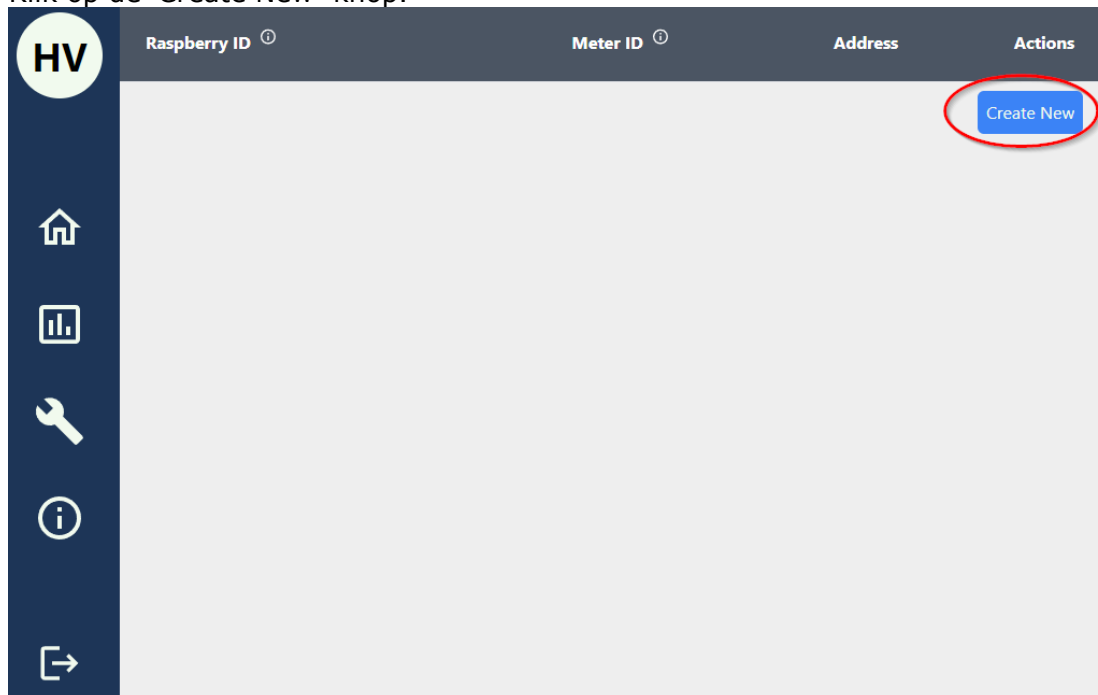 Klik op de "Create New" knop.
HV
Raspberry ID
Meter ID
Address
Actions
Create New